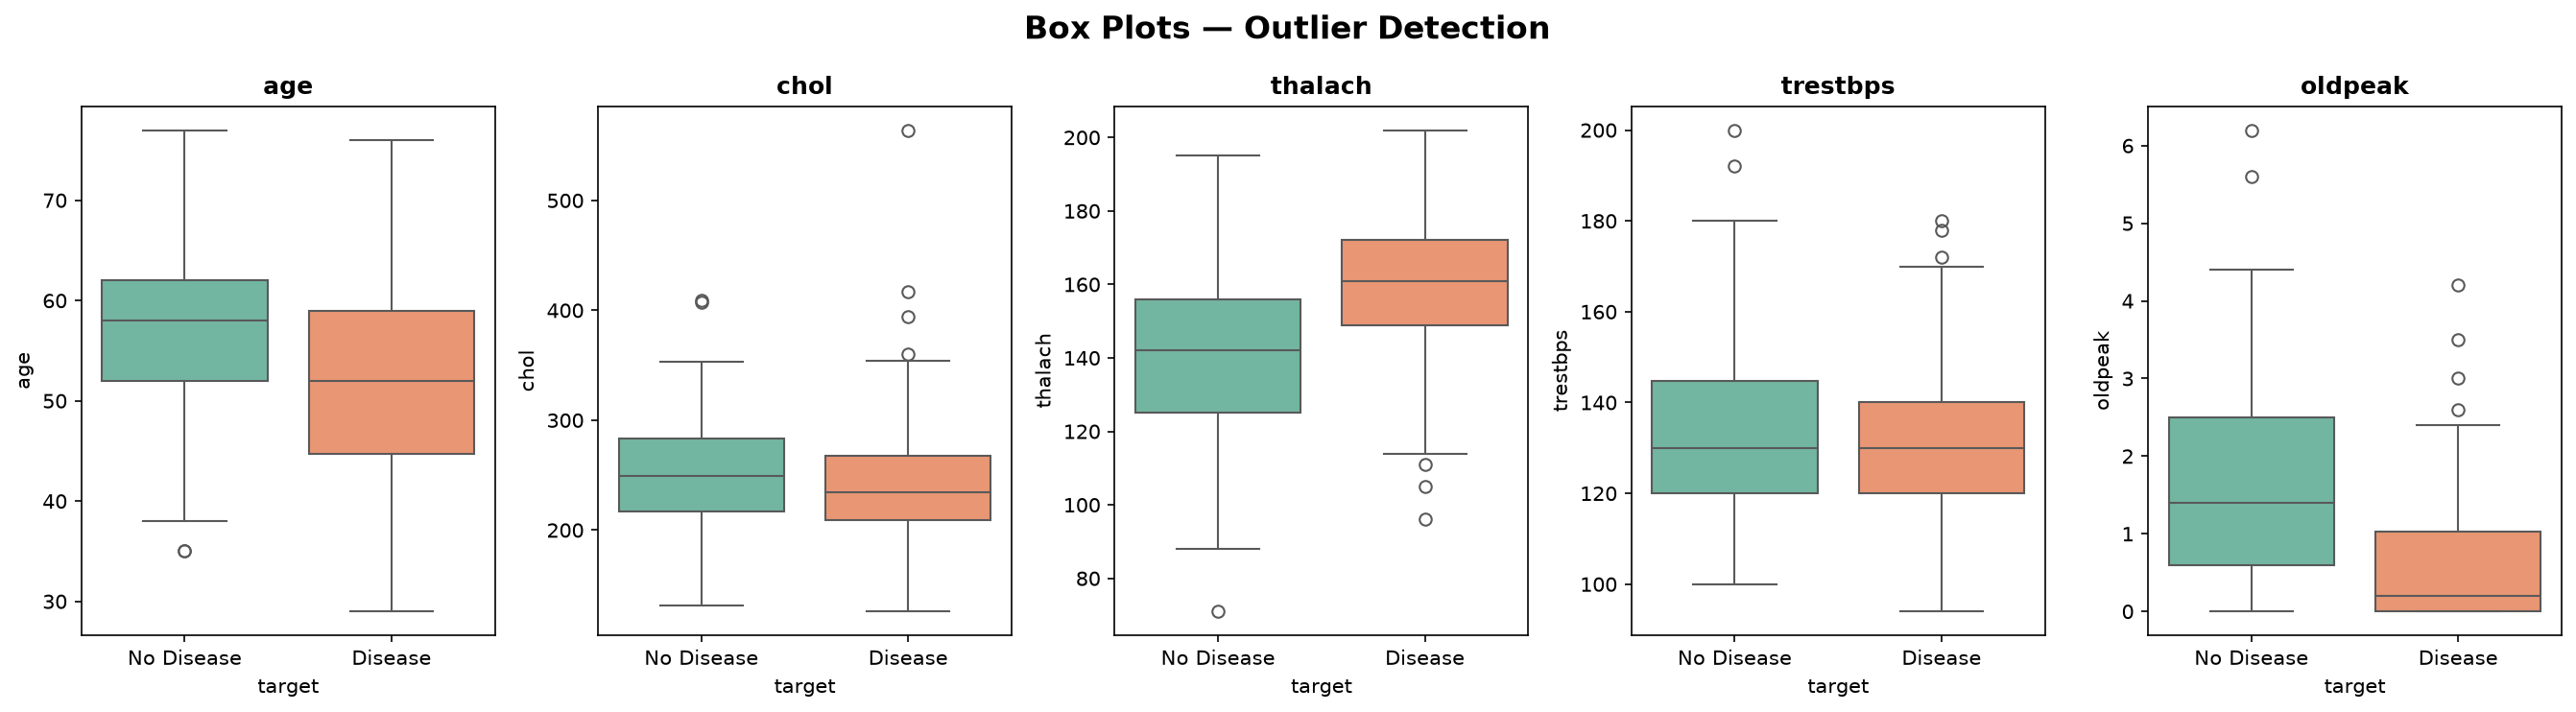 Box Plots — Outlier Detection
age
age
70
60
50
40
30
No Disease
Disease
target
chol
chol
500
400
300
200
No Disease
Disease
target
thalach
thalach
200
180
160
140
120
100
80
No Disease
Disease
target
trestbps
trestbps
200
180
160
140
120
100
No Disease
Disease
target
oldpeak
oldpeak
6
5
4
3
2
1
0
No Disease
Disease
target